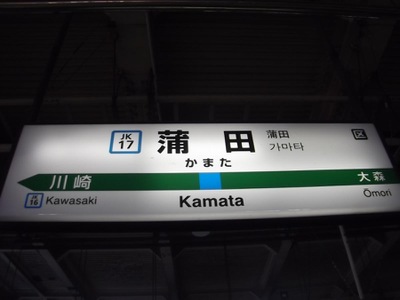 JK
17
蒲田
蒲田
가마타
区
かまた
川崎
大森
JK
16
Kawasaki
Kamata
Ōmori